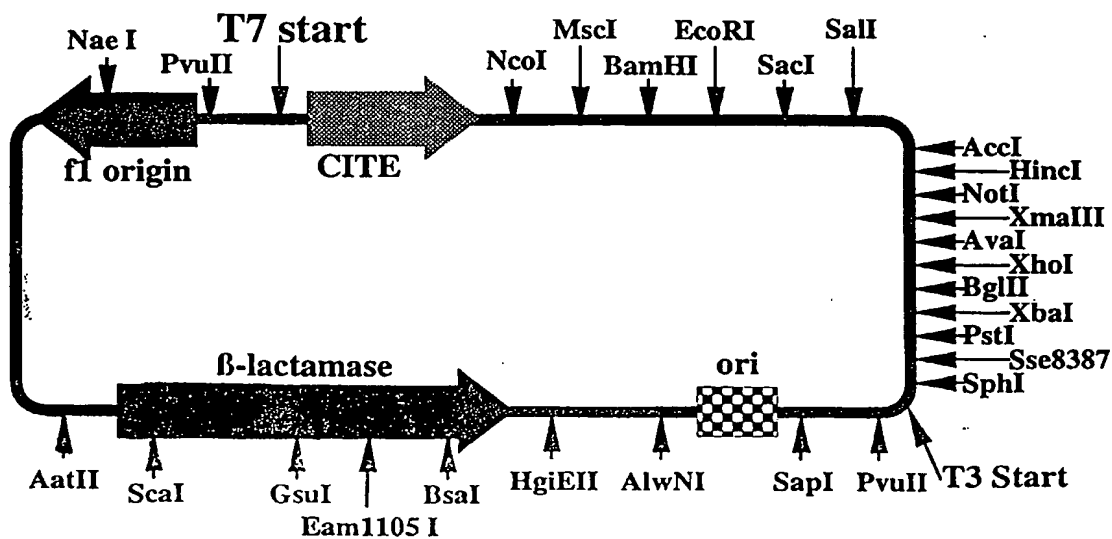 Nae I
PvuII
T7 start
NcoI
MscI
BamHI
EcoRI
SacI
SalI
f1 origin
CITE
AccI
HincI
NotI
XmaIII
AvaI
XhoI
BglII
XbaI
PstI
Sse8387
SphI
ß-lactamase
ori
AatII
ScaI
GsuI
Eam1105 I
BsaI
HgiEII
AlwNI
SapI
PvuII
T3 Start